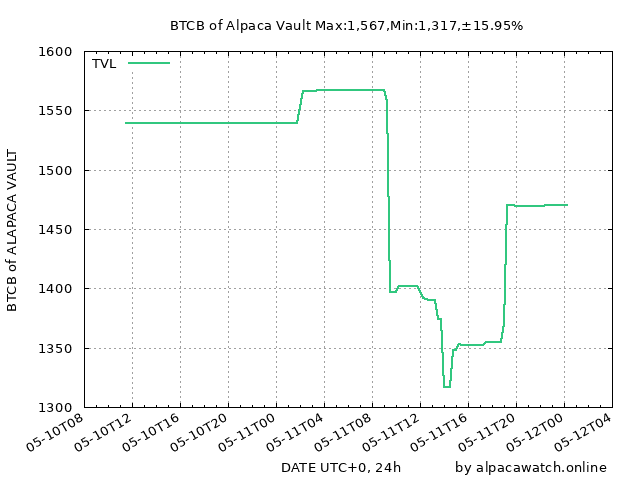 BTCB of Alpaca Vault Max:1,567,Min:1,317,±15.95%
TVL
1600
1550
1500
1450
1400
1350
1300
BTCB of ALAPACA VAULT
05-10T08
05-10T12
05-10T16
05-10T20
05-11T00
05-11T04
05-11T08
05-11T12
05-11T16
05-11T20
05-12T00
05-12T04
DATE UTC+0, 24h
by alpacawatch.online